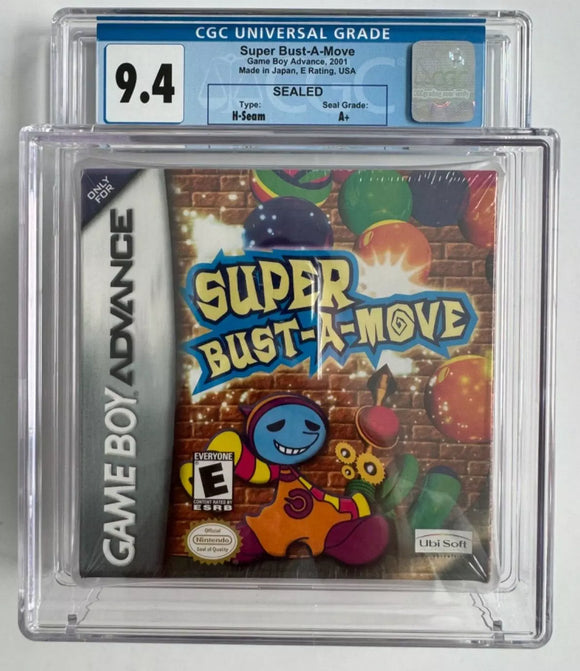 CGC UNIVERSAL GRADE
9.4
Super Bust-A-Move
Game Boy Advance, 2001
Made in Japan, E Rating, USA
SEALED
Type:
H-Seam
Seal Grade:
A+
CGC
ONLY
FOR
GAME BOY ADVANCE
SUPER
BUST-A-MOVE
EVERYONE
E
CONTENT RATED BY
ESRB
Official
Nintendo
Seal of Quality
Ubi Soft